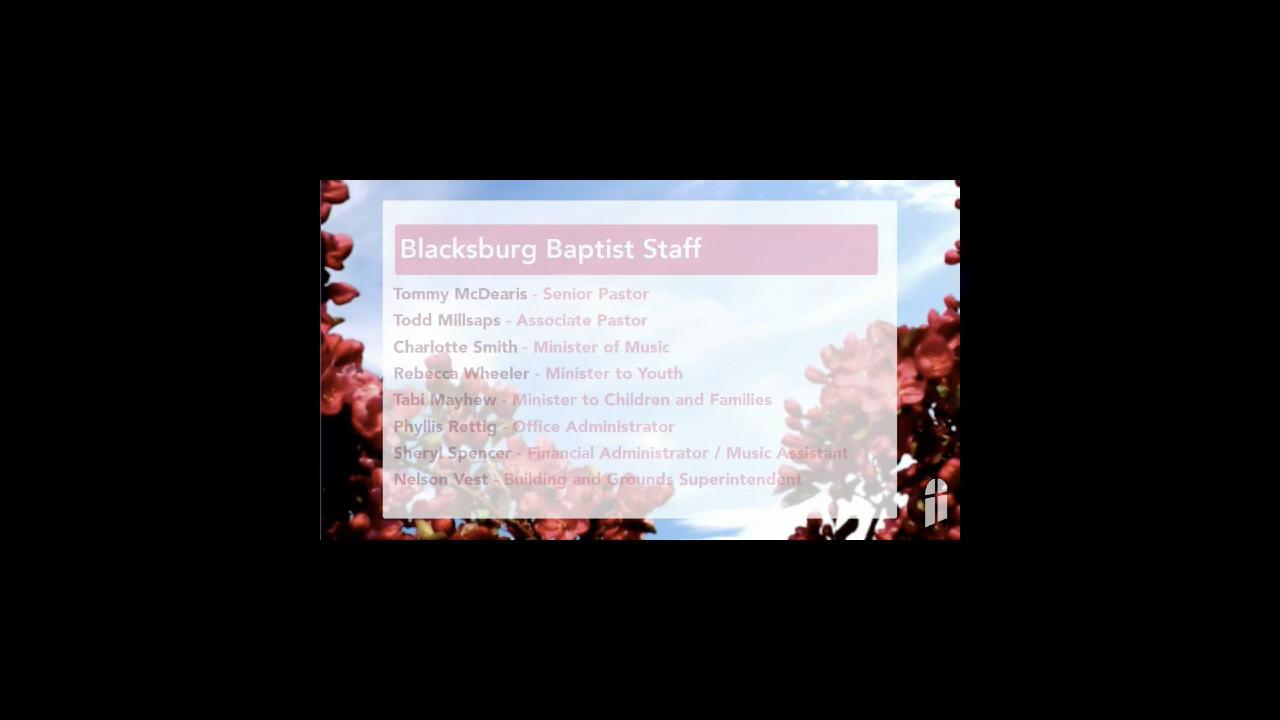 Blacksburg Baptist Staff
Tommy McDearis - Senior Pastor
Todd Millsaps - Associate Pastor
Charlotte Smith - Minister of Music
Rebecca Wheeler - Minister to Youth
Tabi Mayhew - Minister to Children and Families
Phyllis Rettig - Office Administrator
Sheryl Spencer - Financial Administrator / Music Assistant
Nelson Vest - Building and Grounds Superintendent